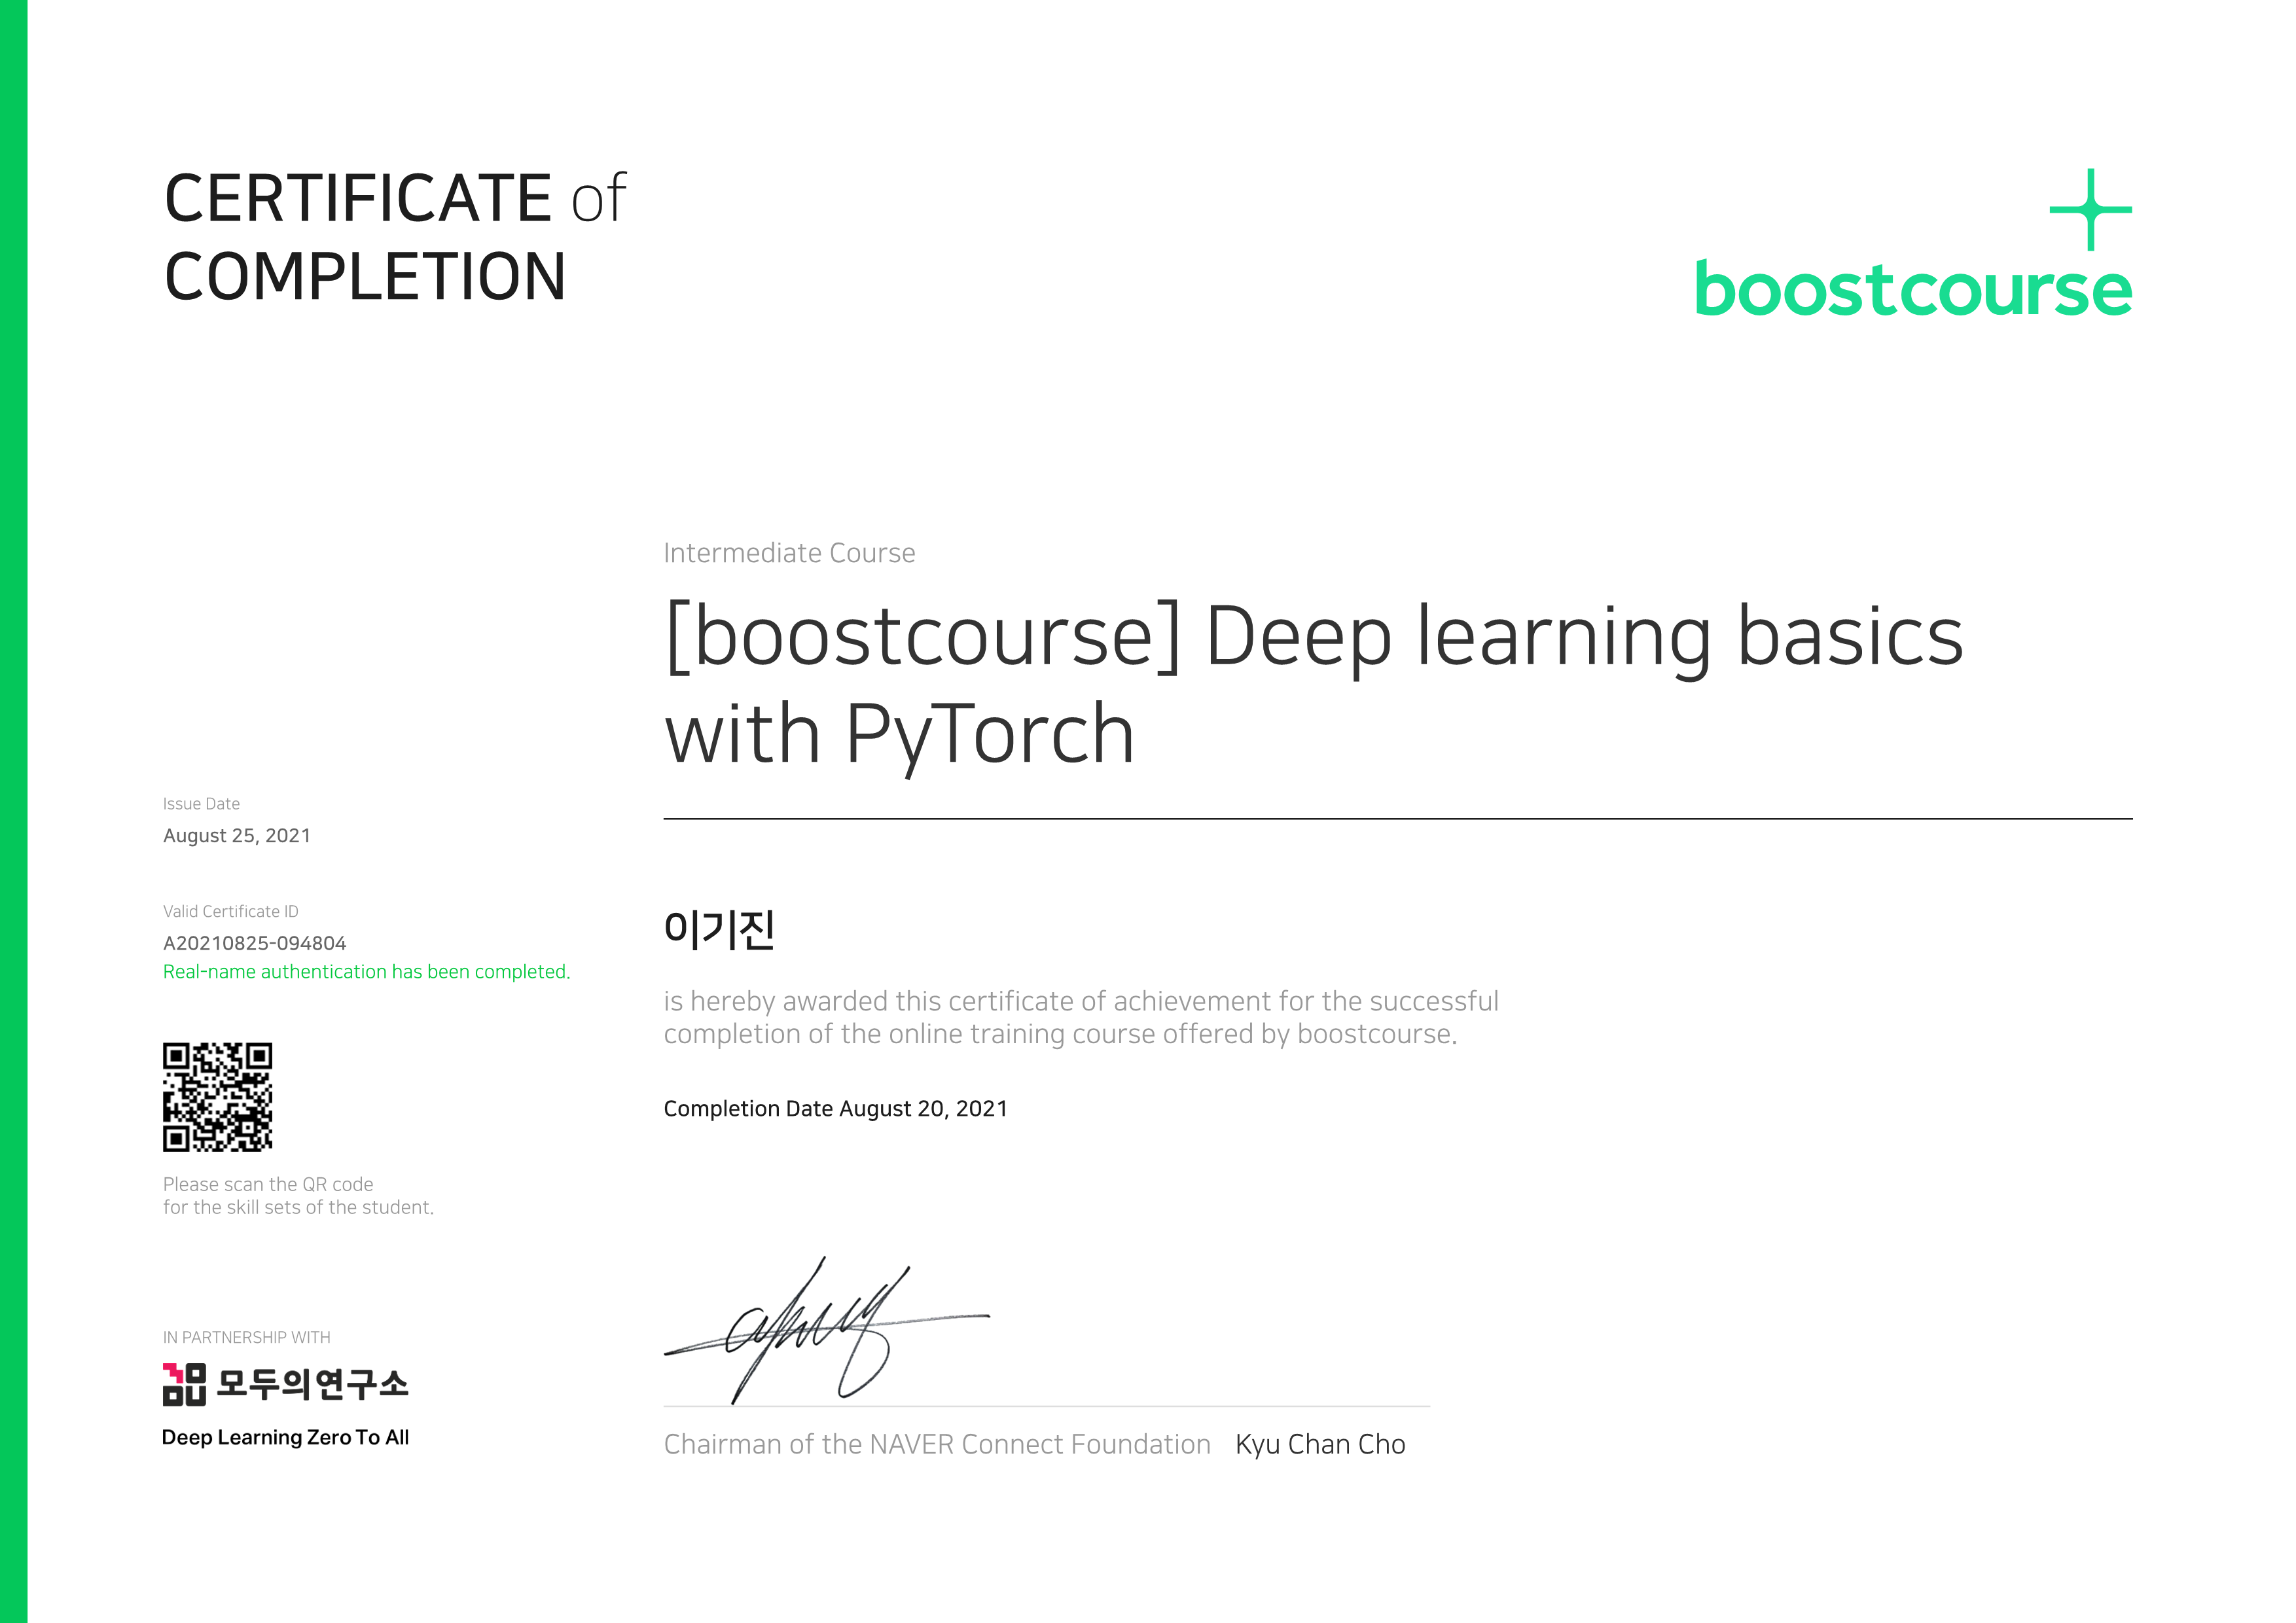 CERTIFICATE of
COMPLETION
boostcourse
Intermediate Course
[boostcourse] Deep learning basics
with PyTorch
Issue Date
August 25, 2021
Valid Certificate ID
A20210825-094804
Real-name authentication has been completed.
Please scan the QR code
for the skill sets of the student.
IN PARTNERSHIP WITH
모두의연구소
Deep Learning Zero To All
이기진
is hereby awarded this certificate of achievement for the successful
completion of the online training course offered by boostcourse.
Completion Date August 20, 2021
Chairman of the NAVER Connect Foundation Kyu Chan Cho